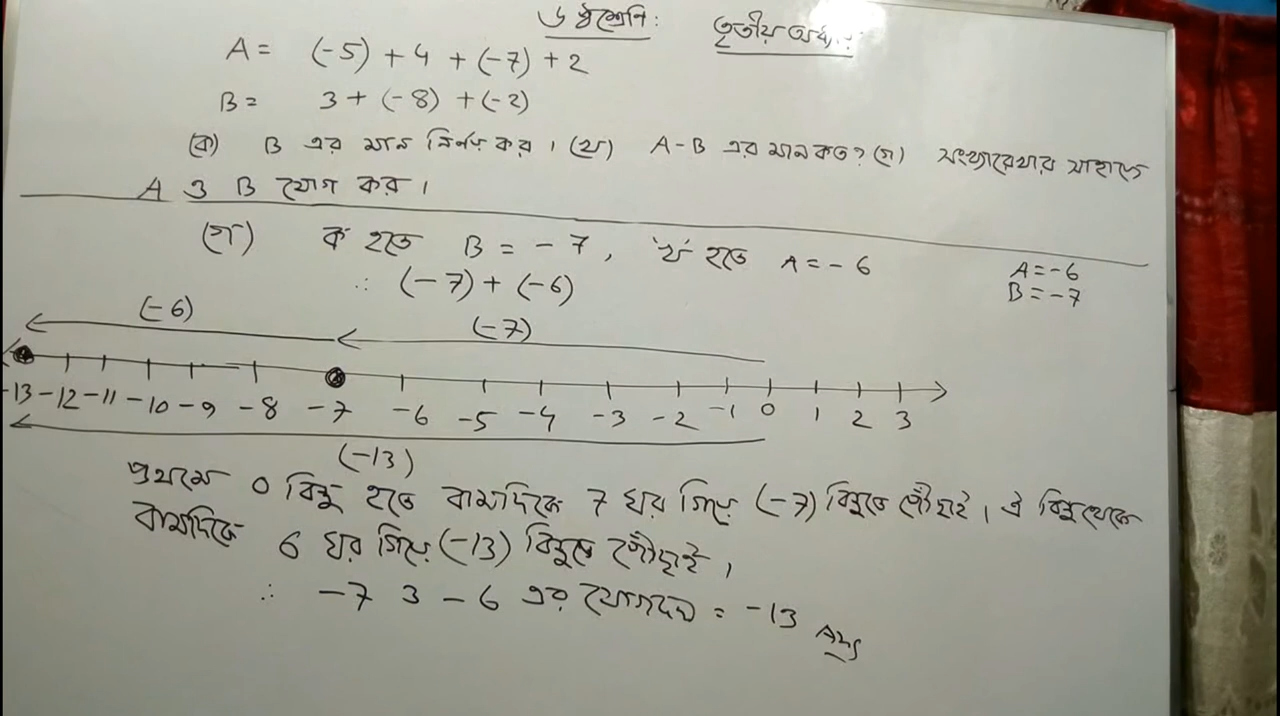 ৬ ষ্ঠ শ্রেণি: তৃতীয় অধ্যায়:
A = (-5) + 4 + (-7) + 2
B = 3 + (-8) + (-2)
(ক) B এর মান নির্ণয় কর। (খ) A-B এর মান কত? (গ) সংখ্যারেখার সাহায্যে
A ও B যোগ কর।
(গ) 'ক' হতে B = -7, 'খ' হতে A = -6
A = -6
B = -7
∴ (-7) + (-6)
(-6) (-7)
-13 -12 -11 -10 -9 -8 -7 -6 -5 -4 -3 -2 -1 0 1 2 3
(-13)
প্রথমে 0 বিন্দু হতে বামদিকে 7 ঘর গিয়ে (-7) বিন্দুতে পৌঁছাই। ঐ বিন্দু থেকে
বামদিকে 6 ঘর গিয়ে (-13) বিন্দুতে পৌঁছাই।
∴ -7 ও -6 এর যোগফল = -13 Ans